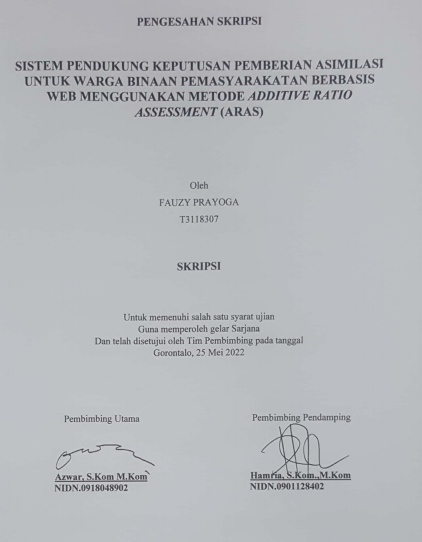 PENGESAHAN SKRIPSI
SISTEM PENDUKUNG KEPUTUSAN PEMBERIAN ASIMILASI
UNTUK WARGA BINAAN PEMASYARAKATAN BERBASIS
WEB MENGGUNAKAN METODE ADDITIVE RATIO
ASSESSMENT (ARAS)
Oleh
FAUZY PRAYOGA
T3118307
SKRIPSI
Untuk memenuhi salah satu syarat ujian
Guna memperoleh gelar Sarjana
Dan telah disetujui oleh Tim Pembimbing pada tanggal
Gorontalo, 25 Mei 2022
Pembimbing Utama
Azwar, S.Kom M.Kom
NIDN.0918048902
Pembimbing Pendamping
Hamria, S.Kom.,M.Kom
NIDN.0901128402